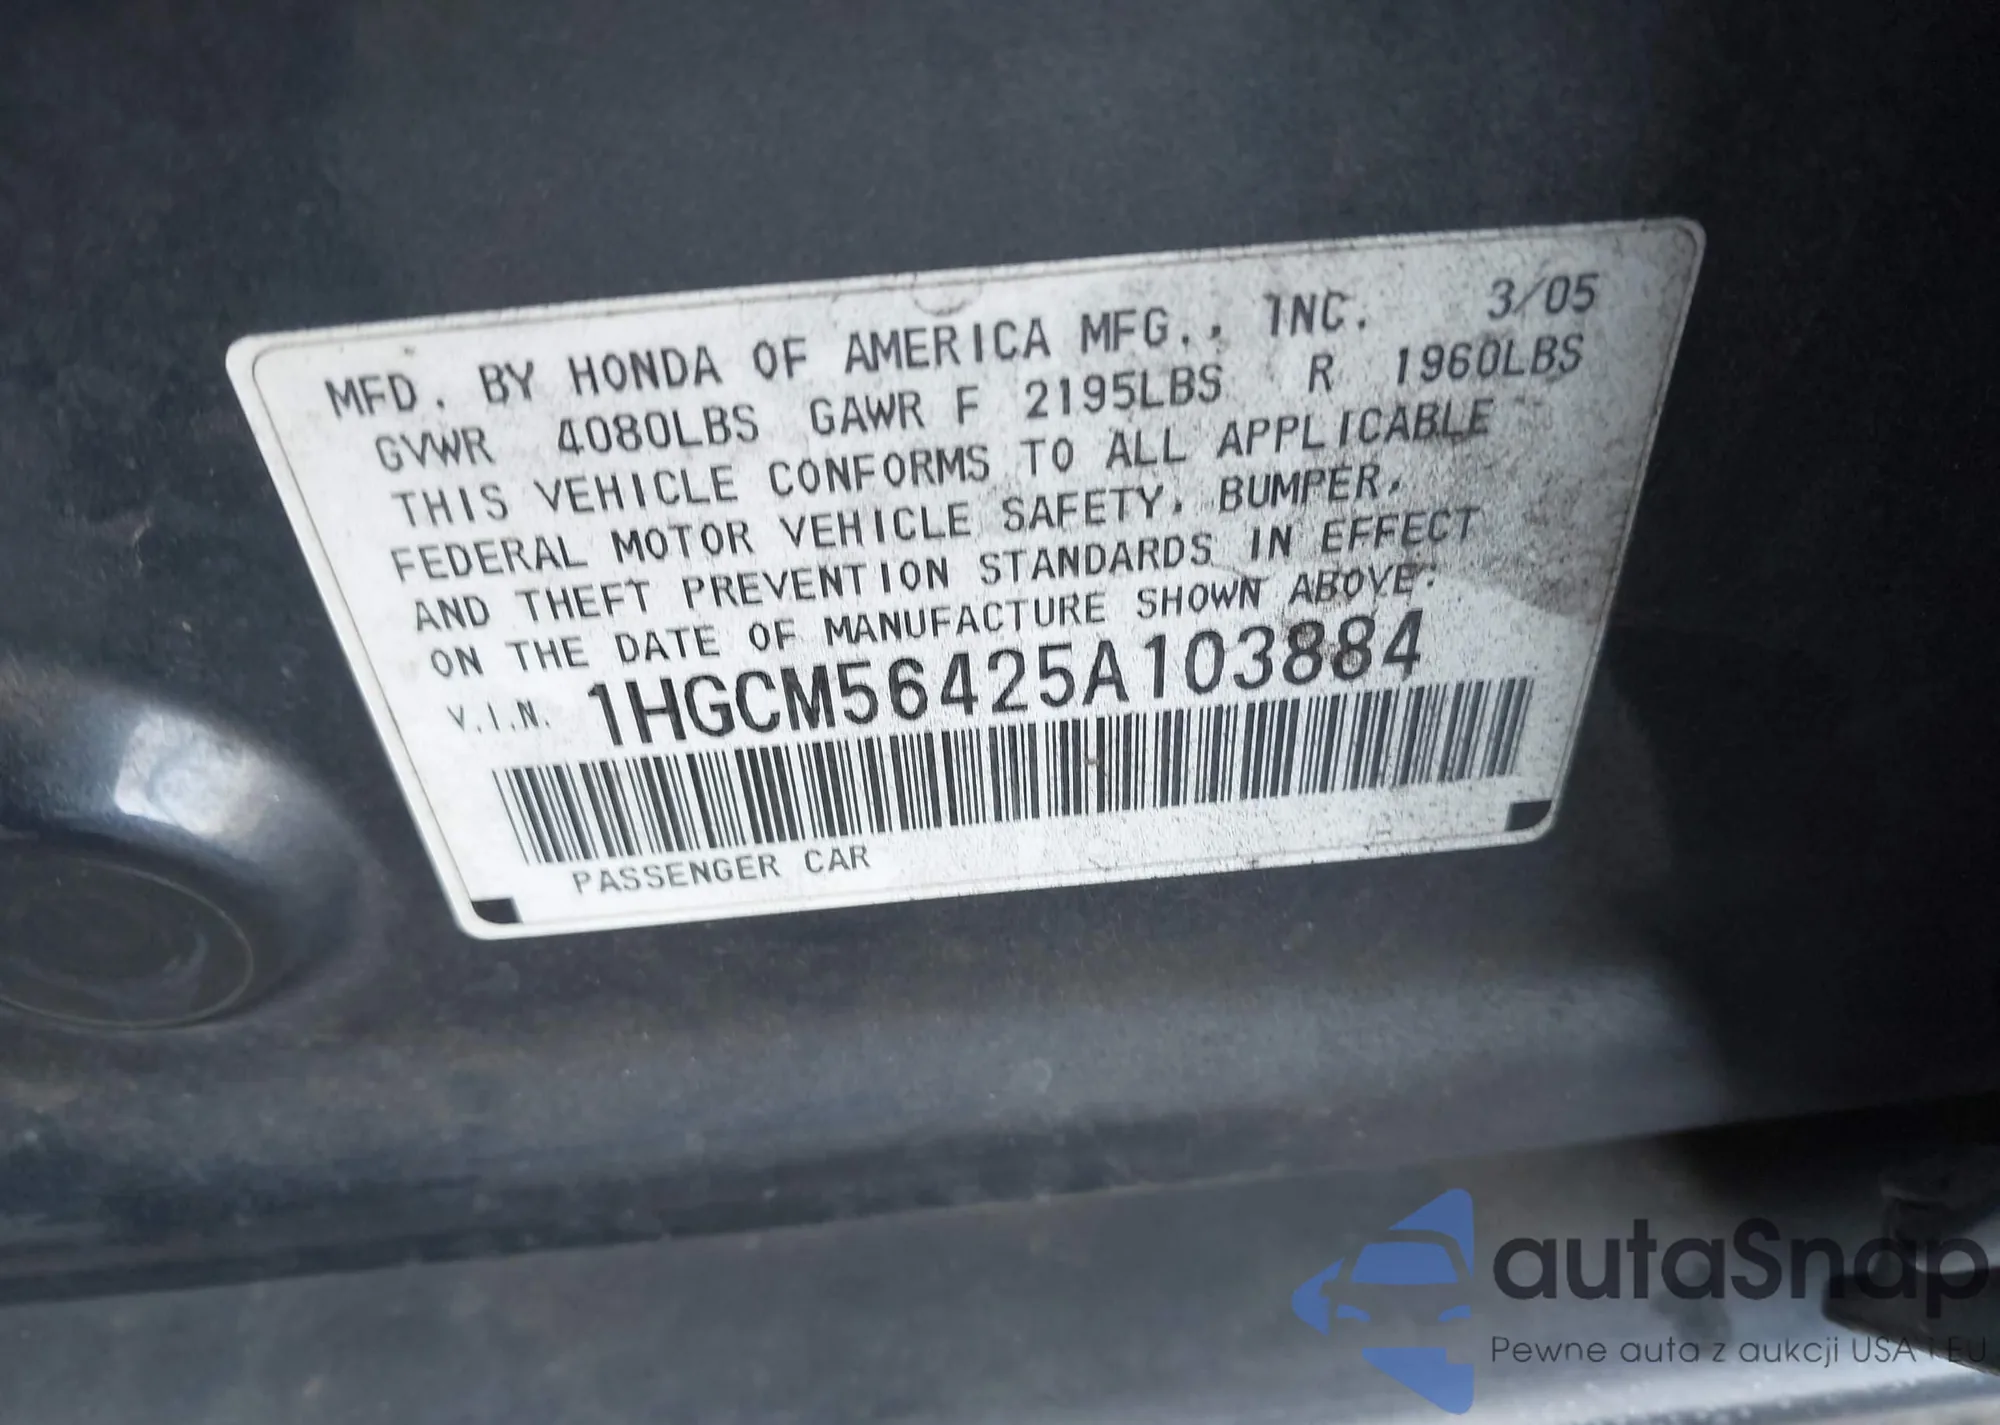 MFD. BY HONDA OF AMERICA MFG., INC. 3/05
GVWR 4080LBS GAWR F 2195LBS R 1960LBS
THIS VEHICLE CONFORMS TO ALL APPLICABLE
FEDERAL MOTOR VEHICLE SAFETY, BUMPER,
AND THEFT PREVENTION STANDARDS IN EFFECT
ON THE DATE OF MANUFACTURE SHOWN ABOVE.
V.I.N. 1HGCM56425A103884
PASSENGER CAR
autaSnap
Pewne auta z aukcji USA i EU